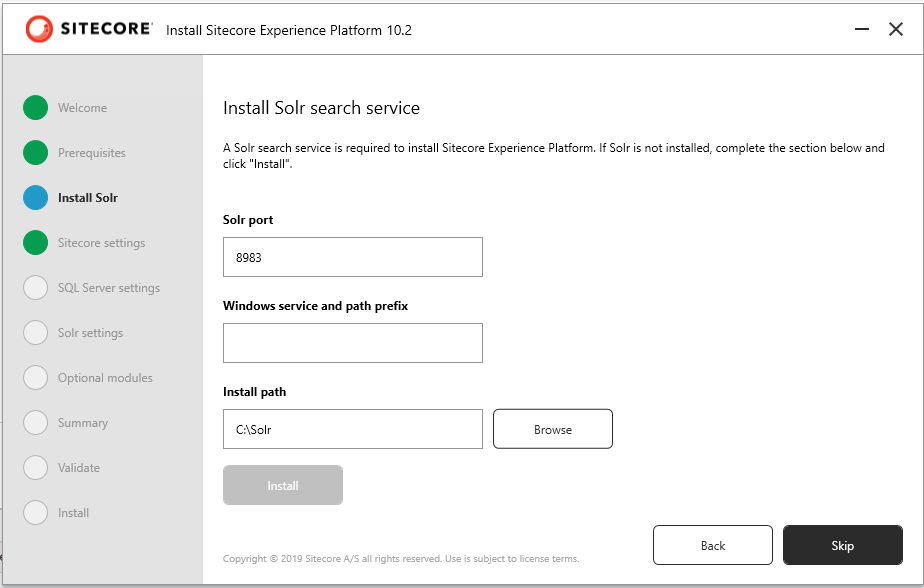 SITECORE Install Sitecore Experience Platform 10.2
Welcome
Prerequisites
Install Solr
Sitecore settings
SQL Server settings
Solr settings
Optional modules
Summary
Validate
Install
Install Solr search service
A Solr search service is required to install Sitecore Experience Platform. If Solr is not installed, complete the section below and
click "Install".
Solr port
8983
Windows service and path prefix
Install path
C:\Solr
Browse
Install
Back
Skip
Copyright © 2019 Sitecore A/S all rights reserved. Use is subject to license terms.